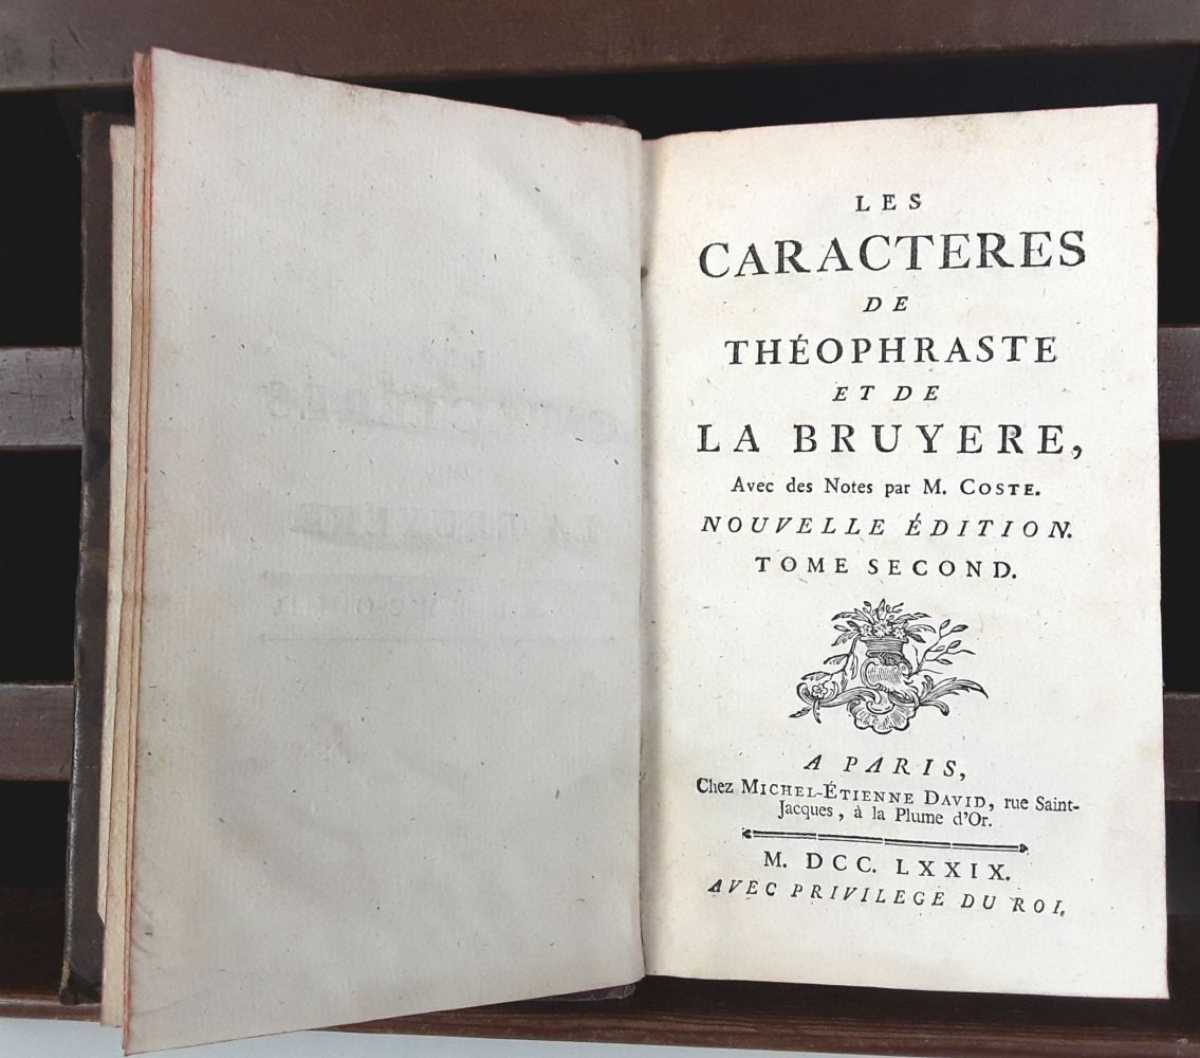 LES
CARACTERES
DE
THÉOPHRASTE
ET DE
LA BRUYERE,
Avec des Notes par M. COSTE.
NOUVELLE ÉDITION.
TOME SECOND.
A PARIS,
Chez MICHEL-ÉTIENNE DAVID, rue Saint-
Jacques, à la Plume d'Or.
M. DCC. LXXIX.
AVEC PRIVILEGE DU ROI.